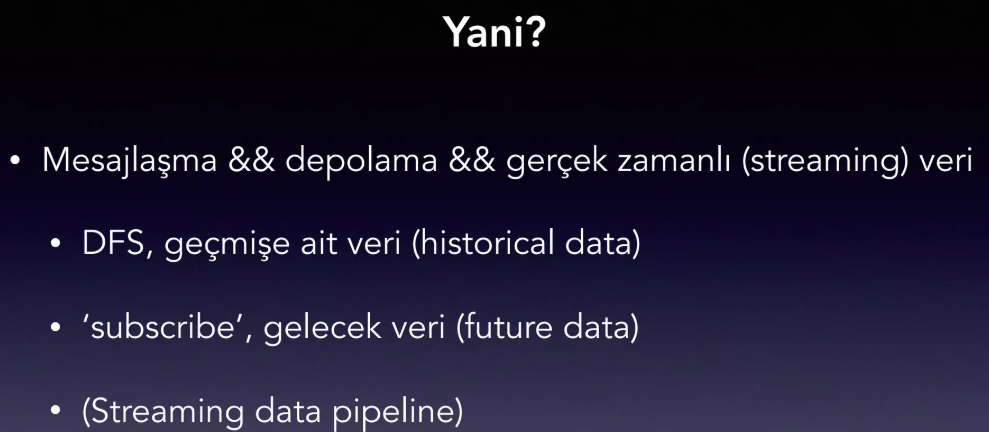 Yani?
• Mesajlaşma && depolama && gerçek zamanlı (streaming) veri
• DFS, geçmişe ait veri (historical data)
• ‘subscribe’, gelecek veri (future data)
• (Streaming data pipeline)